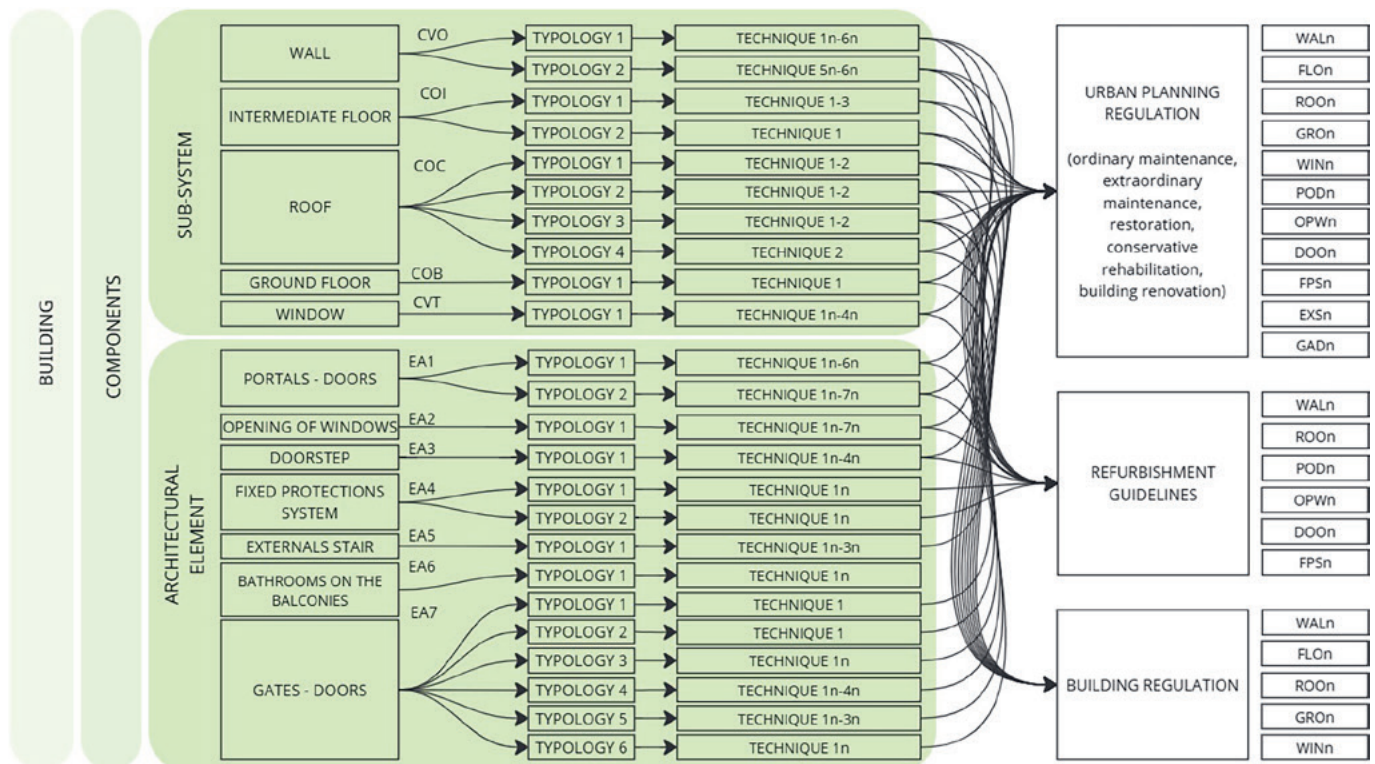 BUILDING
COMPONENTS
SUB-SYSTEM
WALL
CVO
TYPOLOGY 1
TECHNIQUE 1n-6n
TYPOLOGY 2
TECHNIQUE 5n-6n
INTERMEDIATE FLOOR
COI
TYPOLOGY 1
TECHNIQUE 1-3
TYPOLOGY 2
TECHNIQUE 1
ROOF
COC
TYPOLOGY 1
TECHNIQUE 1-2
TYPOLOGY 2
TECHNIQUE 1-2
TYPOLOGY 3
TECHNIQUE 1-2
TYPOLOGY 4
TECHNIQUE 2
GROUND FLOOR
COB
TYPOLOGY 1
TECHNIQUE 1
WINDOW
CVT
TYPOLOGY 1
TECHNIQUE 1n-4n
ARCHITECTURAL
ELEMENT
PORTALS - DOORS
EA1
TYPOLOGY 1
TECHNIQUE 1n-6n
TYPOLOGY 2
TECHNIQUE 1n-7n
OPENING OF WINDOWS
EA2
TYPOLOGY 1
TECHNIQUE 1n-7n
DOORSTEP
EA3
TYPOLOGY 1
TECHNIQUE 1n-4n
FIXED PROTECTIONS
SYSTEM
EA4
TYPOLOGY 1
TECHNIQUE 1n
TYPOLOGY 2
TECHNIQUE 1n
EXTERNALS STAIR
EA5
TYPOLOGY 1
TECHNIQUE 1n-3n
BATHROOMS ON THE
BALCONIES
EA6
TYPOLOGY 1
TECHNIQUE 1n
GATES - DOORS
EA7
TYPOLOGY 1
TECHNIQUE 1
TYPOLOGY 2
TECHNIQUE 1
TYPOLOGY 3
TECHNIQUE 1n
TYPOLOGY 4
TECHNIQUE 1n-4n
TYPOLOGY 5
TECHNIQUE 1n-3n
TYPOLOGY 6
TECHNIQUE 1n
URBAN PLANNING
REGULATION
(ordinary maintenance,
extraordinary
maintenance,
restoration,
conservative
rehabilitation,
building renovation)
WALn
FLOn
ROOn
GROn
WINn
PODn
OPWn
DOOn
FPSn
EXSn
GADn
REFURBISHMENT
GUIDELINES
WALn
ROOn
PODn
OPWn
DOOn
FPSn
BUILDING REGULATION
WALn
FLOn
ROOn
GROn
WINn